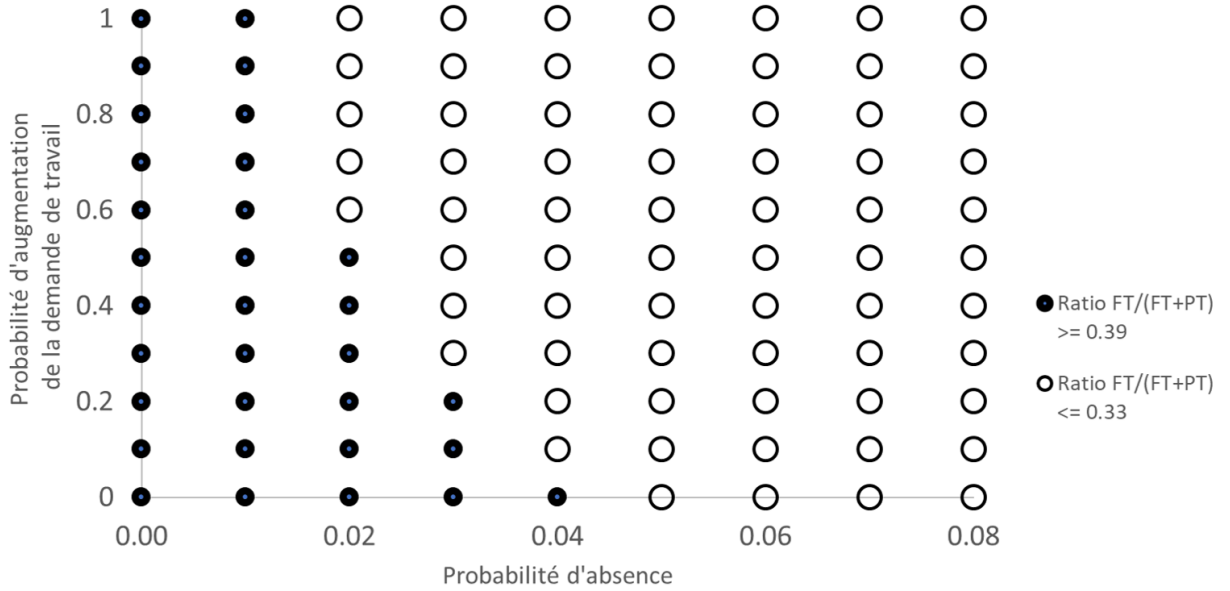 Probabilité d'augmentation
de la demande de travail
1
0.8
0.6
0.4
0.2
0
0.00
0.02
0.04
0.06
0.08
Probabilité d'absence
Ratio FT/(FT+PT)
>= 0.39
Ratio FT/(FT+PT)
<= 0.33